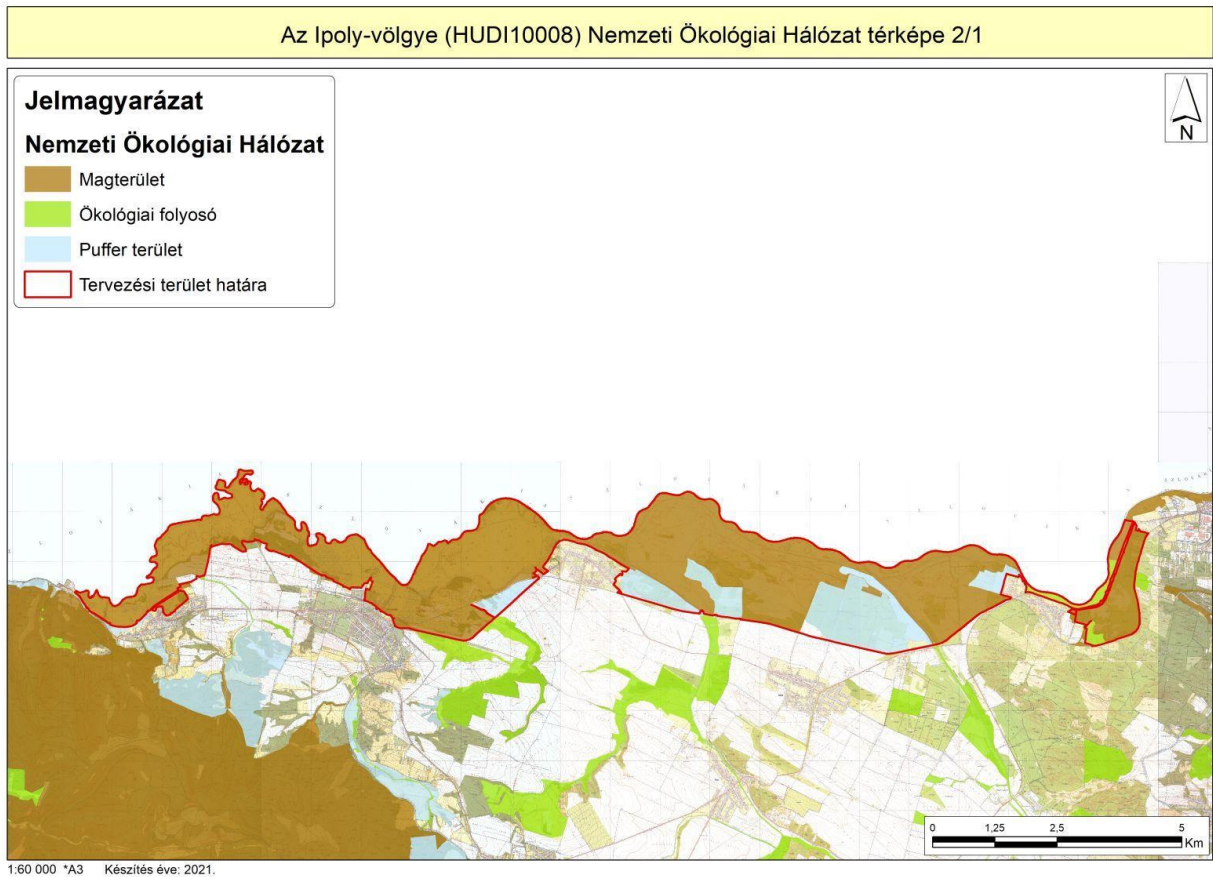 Az Ipoly-völgye (HUDI10008) Nemzeti Ökológiai Hálózat térképe 2/1
Jelmagyarázat
Nemzeti Ökológiai Hálózat
Magterület
Ökológiai folyosó
Puffer terület
Tervezési terület határa
N
0 1,25 2,5 5
Km
1:60 000 *A3 Készítés éve: 2021.